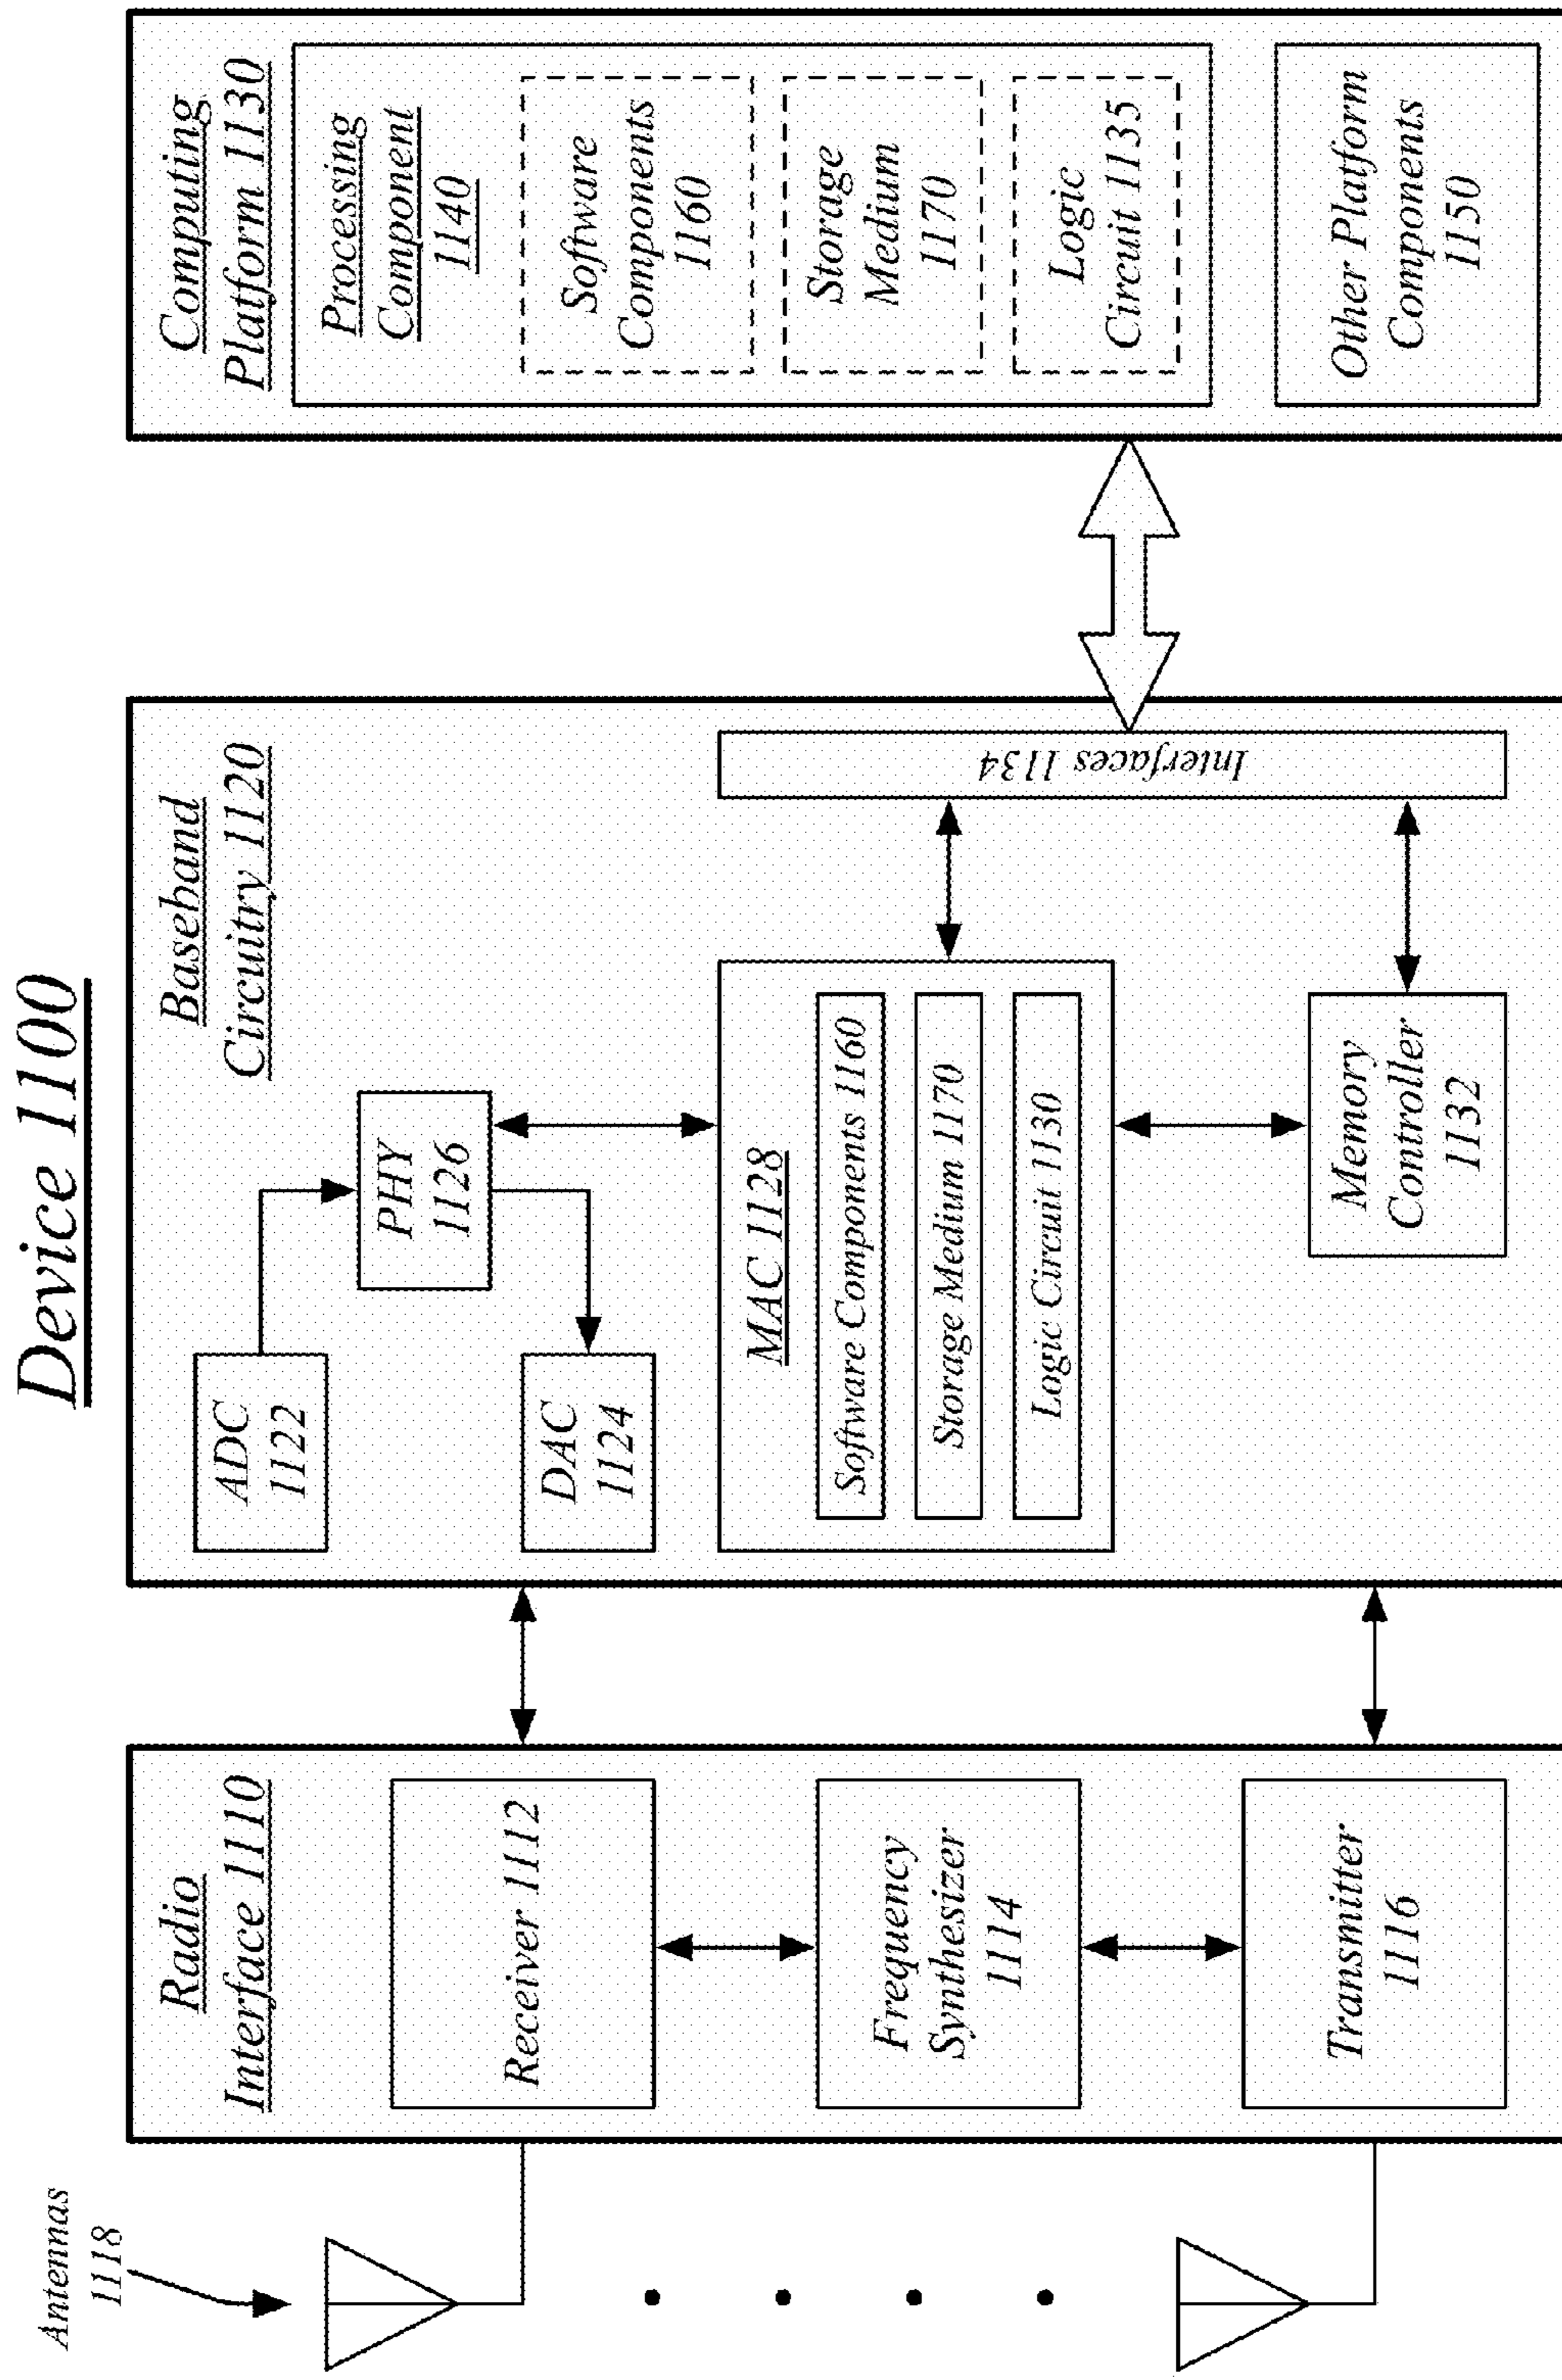 Device 1100
Antennas
1118
Radio
Interface 1110
Receiver 1112
Frequency
Synthesizer
1114
Transmitter
1116
Baseband
Circuitry 1120
ADC
1122
PHY
1126
DAC
1124
MAC 1128
Software Components 1160
Storage Medium 1170
Logic Circuit 1130
Memory
Controller
1132
Interfaces 1134
Computing
Platform 1130
Processing
Component
1140
Software
Components
1160
Storage
Medium
1170
Logic
Circuit 1135
Other Platform
Components
1150